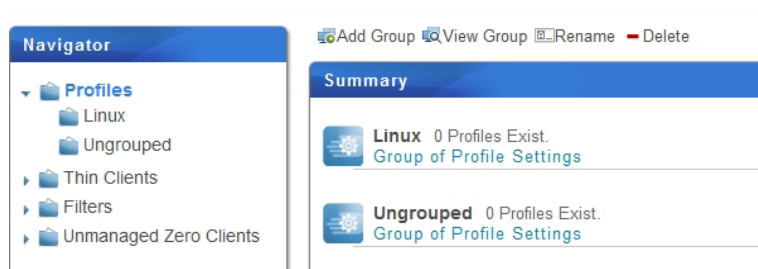 Navigator
Profiles
Linux
Ungrouped
Thin Clients
Filters
Unmanaged Zero Clients
Add Group View Group Rename Delete
Summary
Linux 0 Profiles Exist.
Group of Profile Settings
Ungrouped 0 Profiles Exist.
Group of Profile Settings